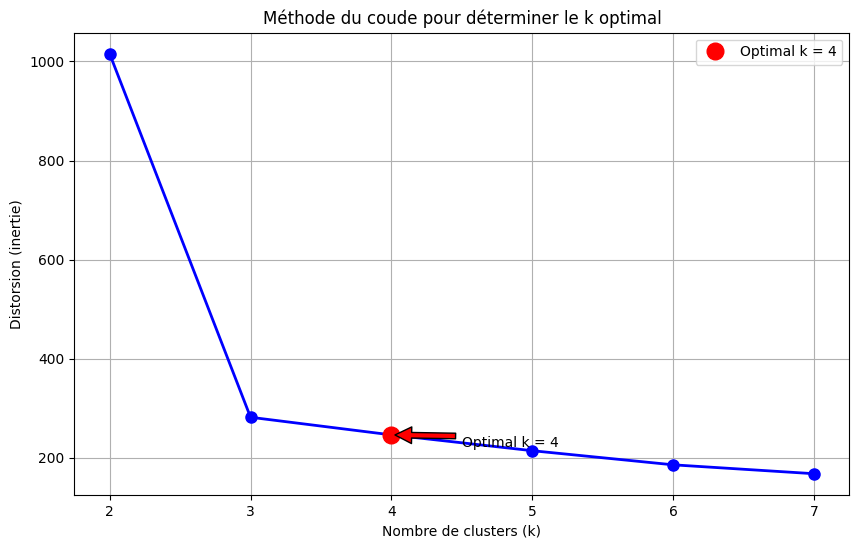 Méthode du coude pour déterminer le k optimal
Optimal k = 4
1000
800
600
400
200
Distorsion (inertie)
Optimal k = 4
2 3 4 5 6 7
Nombre de clusters (k)